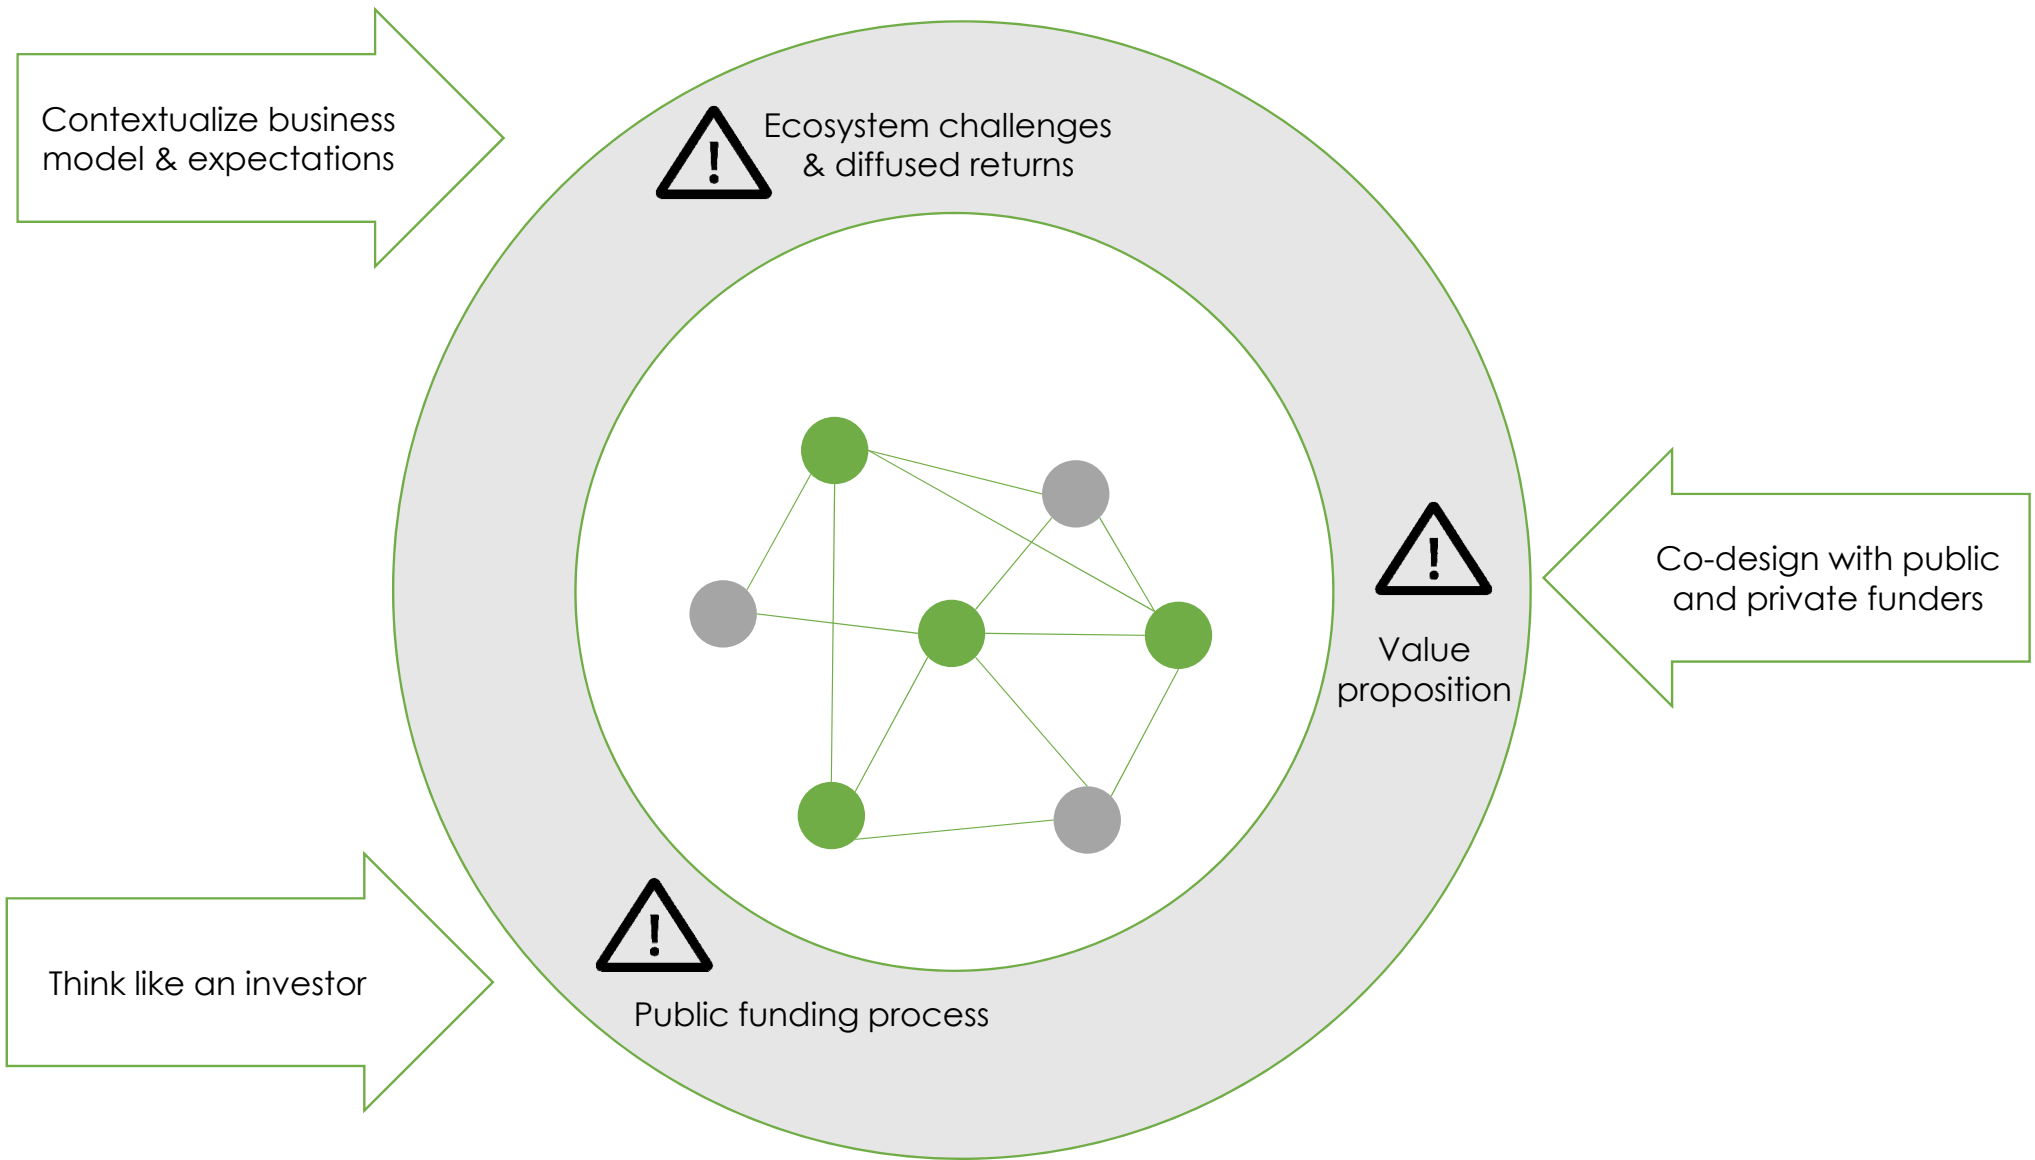 Contextualize business
model & expectations
Ecosystem challenges
& diffused returns
!
Co-design with public
and private funders
!
Value
proposition
Think like an investor
!
Public funding process